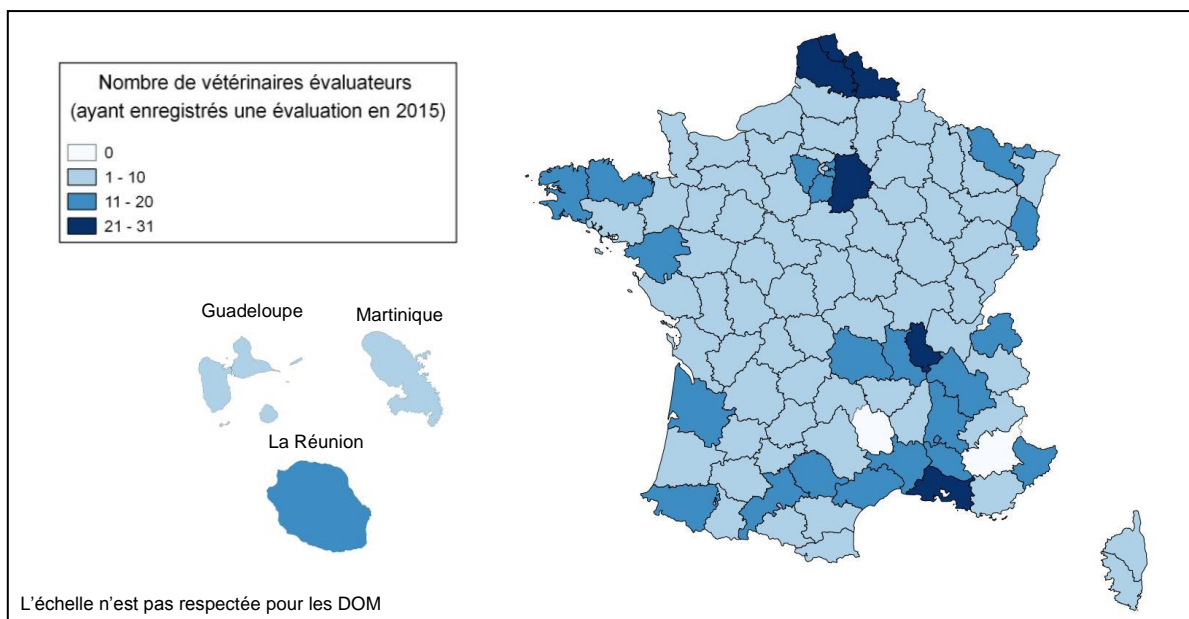 Nombre de vétérinaires évaluateurs
(ayant enregistrés une évaluation en 2015)
0
1 - 10
11 - 20
21 - 31
Guadeloupe
Martinique
La Réunion
L'échelle n'est pas respectée pour les DOM